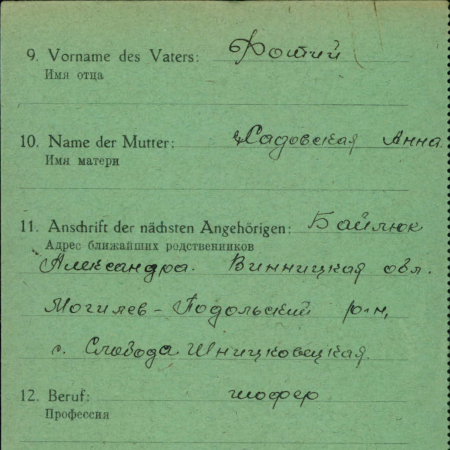 9. Vorname des Vaters: Фотий
Имя отца
10. Name der Mutter: Садовская Анна
Имя матери
11. Anschrift der nächsten Angehörigen: Байлюк
Адрес ближайших родственников
Александра. Винницкая обл.
Могилев-Подольский р-н,
с. Слобода Шницковецкая.
12. Beruf: шофер
Профессия